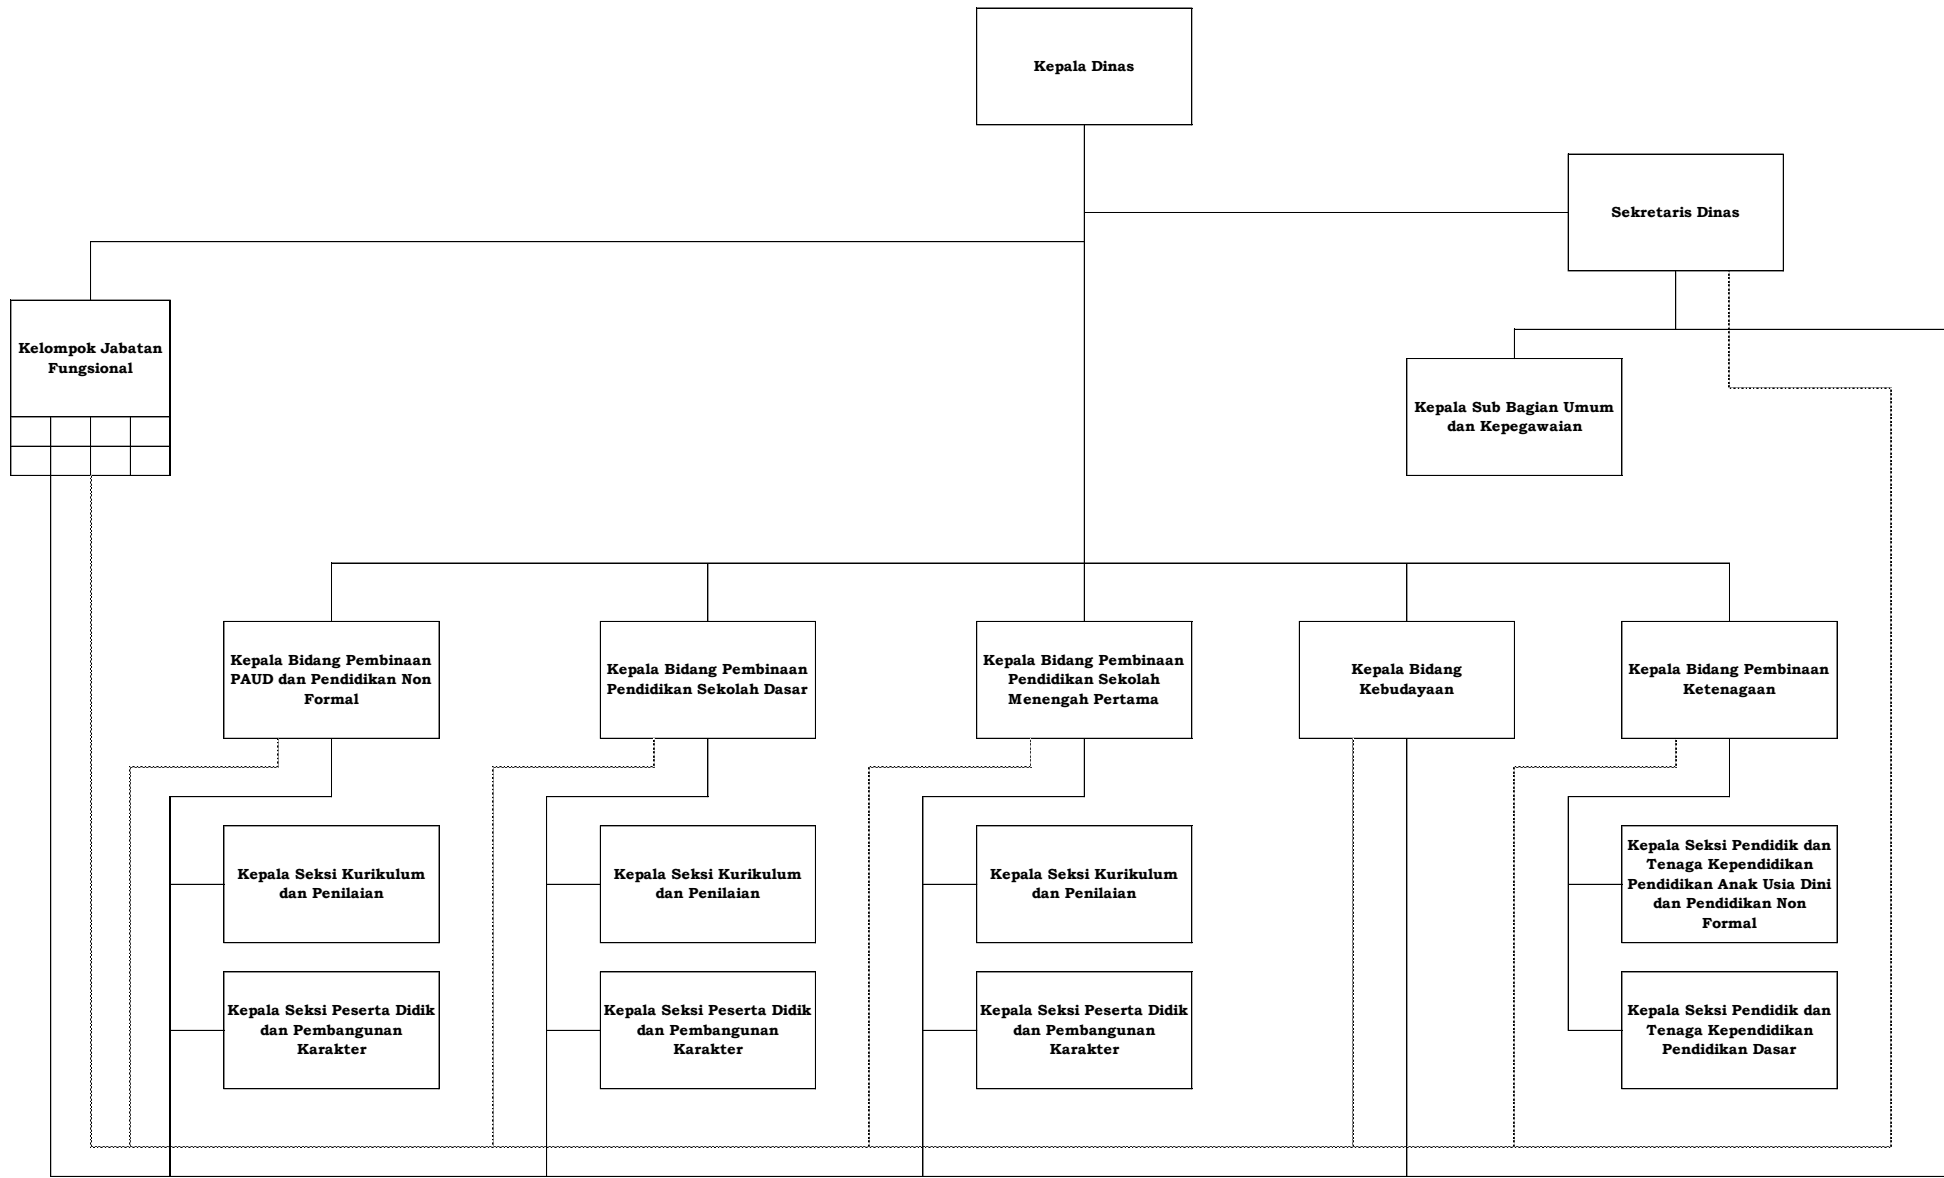 Kepala Dinas
Sekretaris Dinas
Kelompok Jabatan
Fungsional
Kepala Sub Bagian Umum
dan Kepegawaian
Kepala Bidang Pembinaan
PAUD dan Pendidikan Non
Formal
Kepala Bidang Pembinaan
Pendidikan Sekolah Dasar
Kepala Bidang Pembinaan
Pendidikan Sekolah
Menengah Pertama
Kepala Bidang
Kebudayaan
Kepala Bidang Pembinaan
Ketenagaan
Kepala Seksi Kurikulum
dan Penilaian
Kepala Seksi Kurikulum
dan Penilaian
Kepala Seksi Kurikulum
dan Penilaian
Kepala Seksi Pendidik dan
Tenaga Kependidikan
Pendidikan Anak Usia Dini
dan Pendidikan Non
Formal
Kepala Seksi Peserta Didik
dan Pembangunan
Karakter
Kepala Seksi Peserta Didik
dan Pembangunan
Karakter
Kepala Seksi Peserta Didik
dan Pembangunan
Karakter
Kepala Seksi Pendidik dan
Tenaga Kependidikan
Pendidikan Dasar